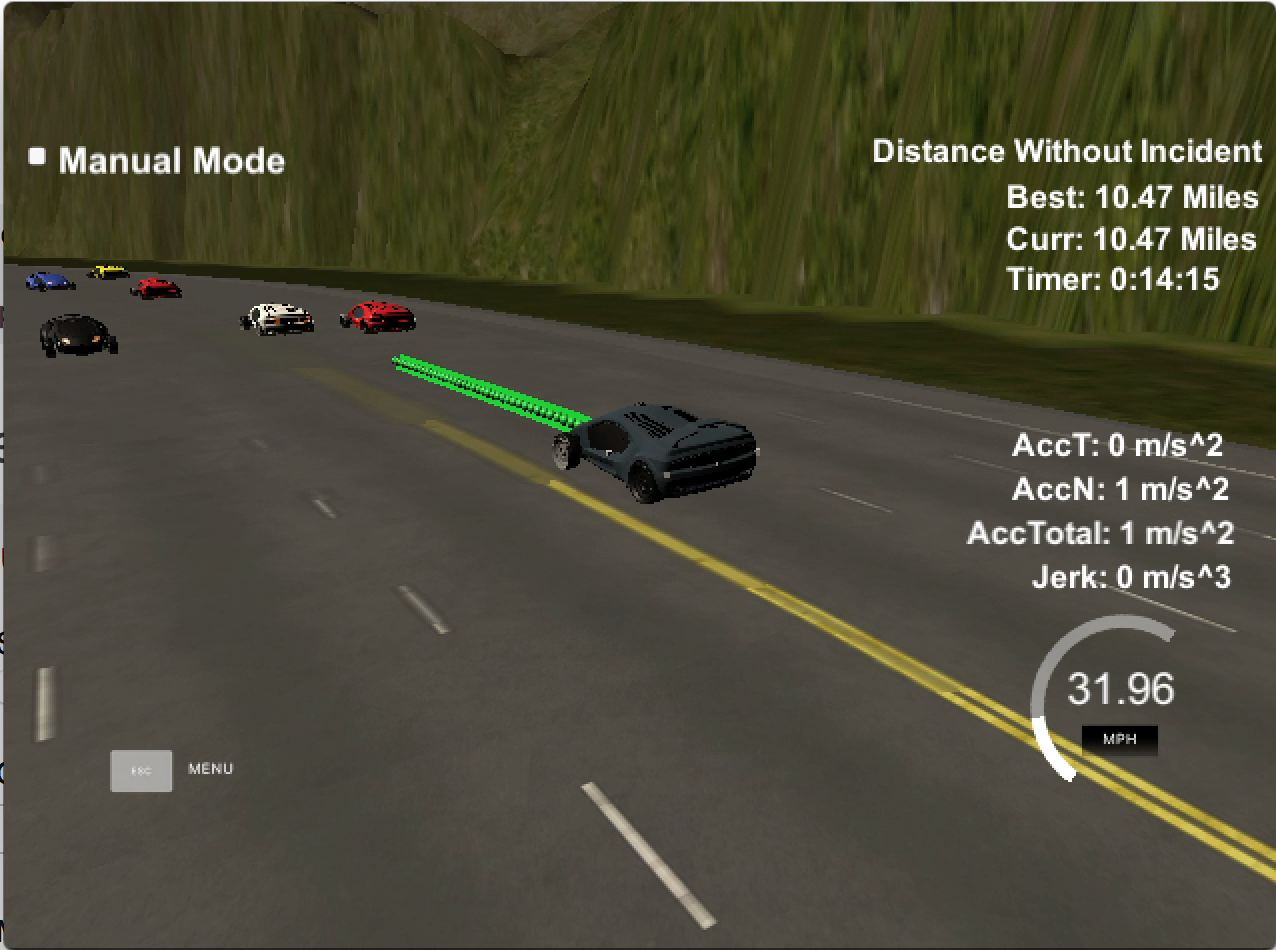 Manual Mode
Distance Without Incident
Best: 10.47 Miles
Curr: 10.47 Miles
Timer: 0:14:15
AccT: 0 m/s^2
AccN: 1 m/s^2
AccTotal: 1 m/s^2
Jerk: 0 m/s^3
31.96
MPH
ESC MENU